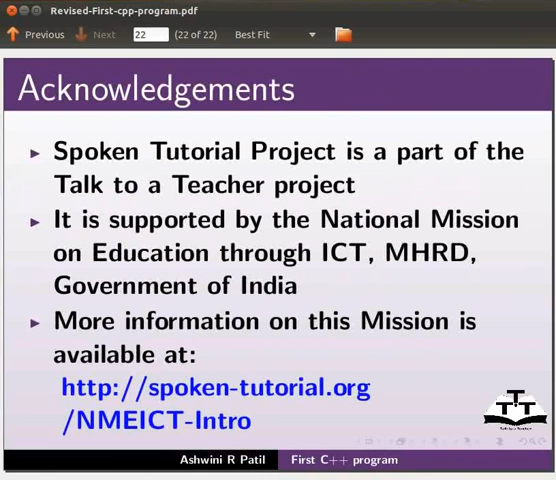 Revised-First-cpp-program.pdf
Previous Next 22 (22 of 22) Best Fit
Acknowledgements
Spoken Tutorial Project is a part of the
Talk to a Teacher project
It is supported by the National Mission
on Education through ICT, MHRD,
Government of India
More information on this Mission is
available at:
http://spoken-tutorial.org
/NMEICT-Intro
TTT
Ashwini R Patil First C++ program